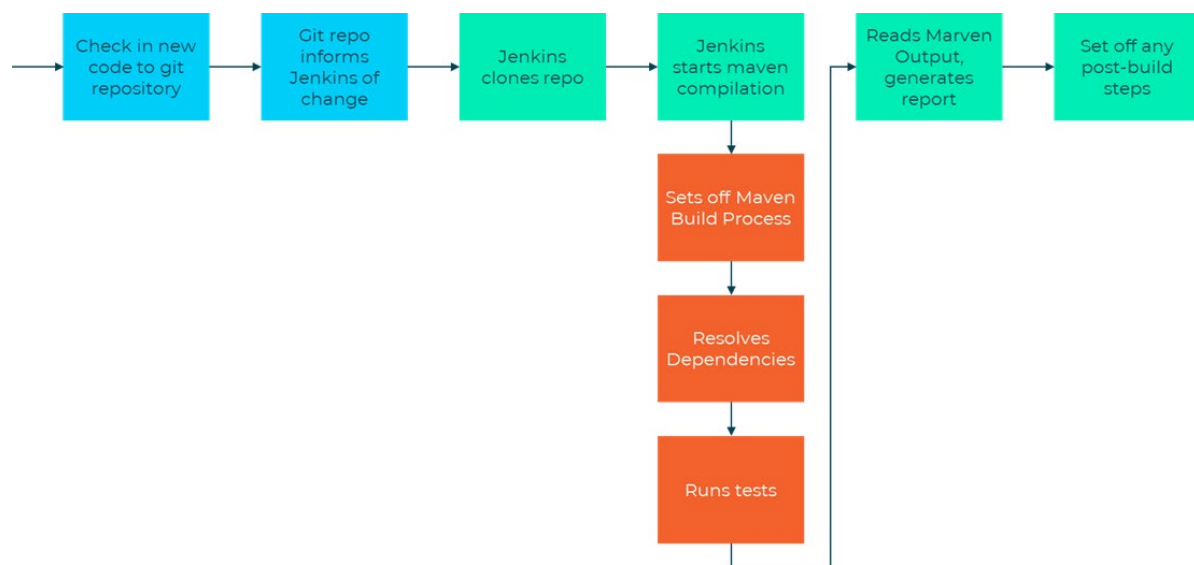 Check in new
code to git
repository
Git repo
informs
Jenkins of
change
Jenkins
clones repo
Jenkins
starts maven
compilation
Sets off Maven
Build Process
Resolves
Dependencies
Runs tests
Reads Marven
Output,
generates
report
Set off any
post-build
steps